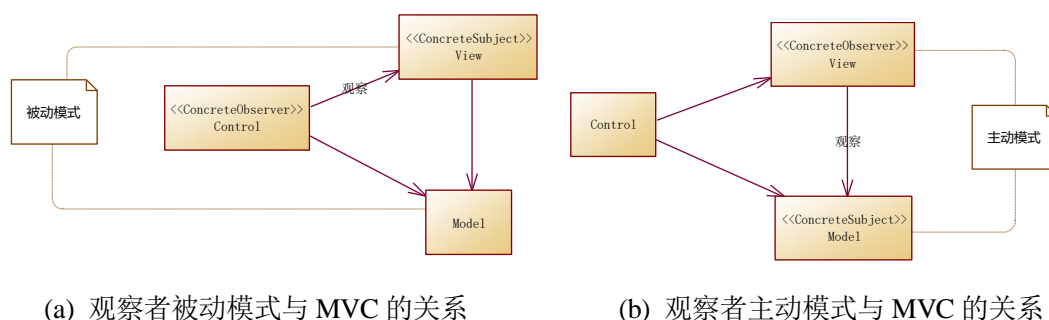 <<ConcreteSubject>>
View
观察
被动模式
<<ConcreteObserver>>
Control
Model
(a) 观察者被动模式与 MVC 的关系
<<ConcreteObserver>>
View
Control
观察
主动模式
<<ConcreteSubject>>
Model
(b) 观察者主动模式与 MVC 的关系